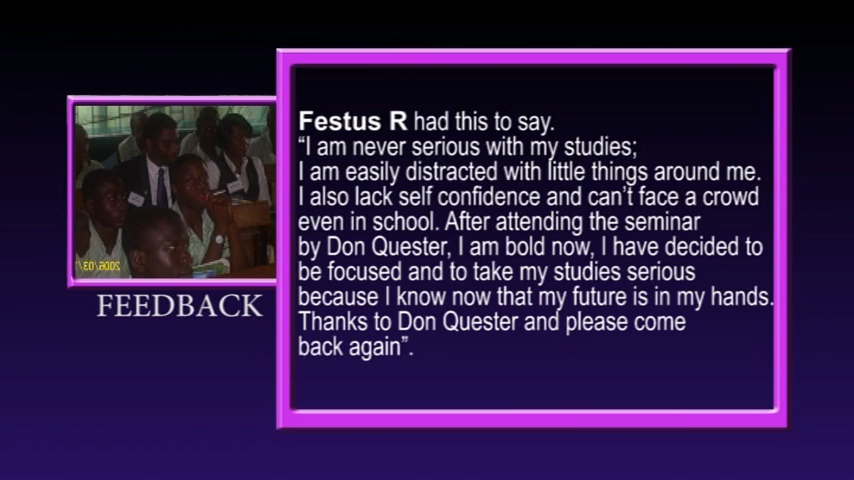 Festus R had this to say.
“I am never serious with my studies;
I am easily distracted with little things around me.
I also lack self confidence and can’t face a crowd
even in school. After attending the seminar
by Don Quester, I am bold now, I have decided to
be focused and to take my studies serious
because I know now that my future is in my hands.
Thanks to Don Quester and please come
back again”.
FEEDBACK